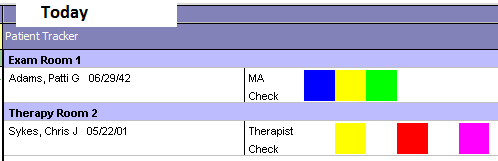 Today
Patient Tracker
Exam Room 1
Adams, Patti G 06/29/42 MA
Check
Therapy Room 2
Sykes, Chris J 05/22/01 Therapist
Check